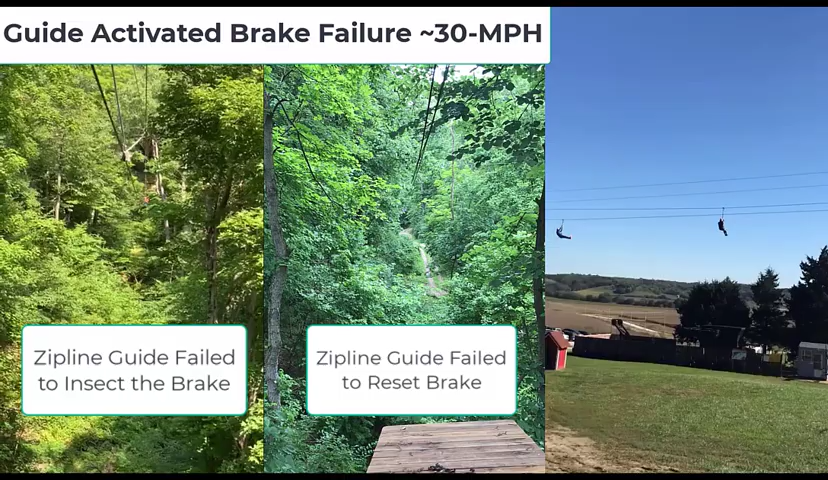 Guide Activated Brake Failure ~30-MPH
Zipline Guide Failed
to Insect the Brake
Zipline Guide Failed
to Reset Brake